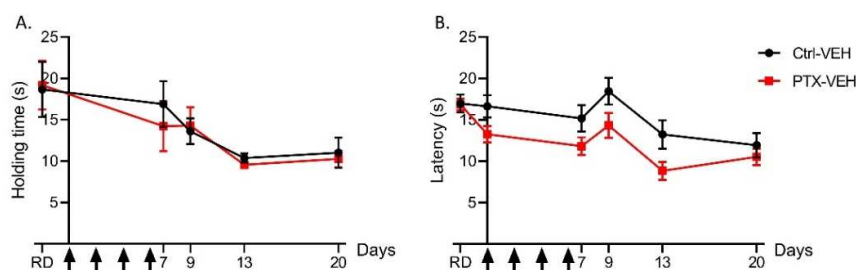 A.
Holding time (s)
25
20
15
10
5
RD
7
9
13
20
Days
B.
Latency (s)
25
20
15
10
5
RD
7
9
13
20
Days
Ctrl-VEH
PTX-VEH